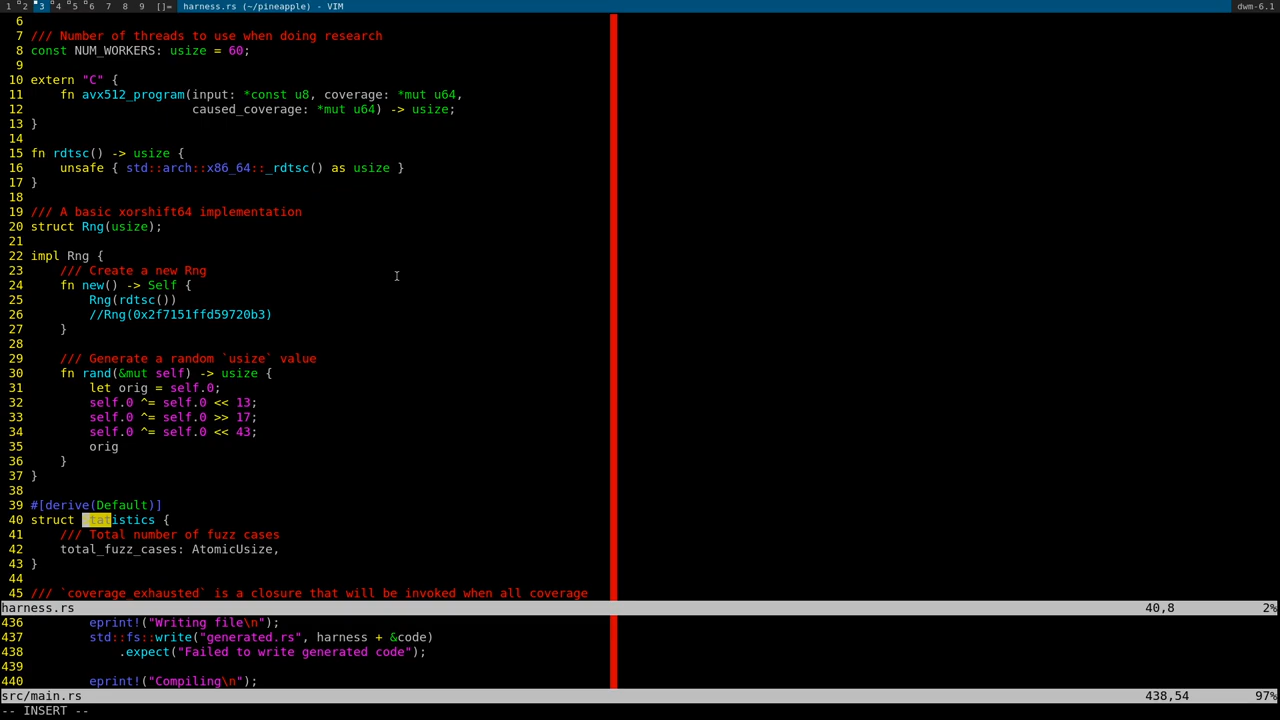 1 2 3 4 5 6 7 8 9 []= harness.rs (~/pineapple) - VIM dwm-6.1
6
7 /// Number of threads to use when doing research
8 const NUM_WORKERS: usize = 60;
9
10 extern "C" {
11     fn avx512_program(input: *const u8, coverage: *mut u64,
12                       caused_coverage: *mut u64) -> usize;
13 }
14
15 fn rdtsc() -> usize {
16     unsafe { std::arch::x86_64::_rdtsc() as usize }
17 }
18
19 /// A basic xorshift64 implementation
20 struct Rng(usize);
21
22 impl Rng {
23     /// Create a new Rng
24     fn new() -> Self {
25         Rng(rdtsc())
26         //Rng(0x2f7151ffd59720b3)
27     }
28
29     /// Generate a random `usize` value
30     fn rand(&mut self) -> usize {
31         let orig = self.0;
32         self.0 ^= self.0 << 13;
33         self.0 ^= self.0 >> 17;
34         self.0 ^= self.0 << 43;
35         orig
36     }
37 }
38
39 #[derive(Default)]
40 struct Statistics {
41     /// Total number of fuzz cases
42     total_fuzz_cases: AtomicUsize,
43 }
44
45 /// `coverage_exhausted` is a closure that will be invoked when all coverage
harness.rs 40,8 2%
436         eprint!("Writing file\n");
437         std::fs::write("generated.rs", harness + &code)
438             .expect("Failed to write generated code");
439
440         eprint!("Compiling\n");
src/main.rs 438,54 97%
-- INSERT --